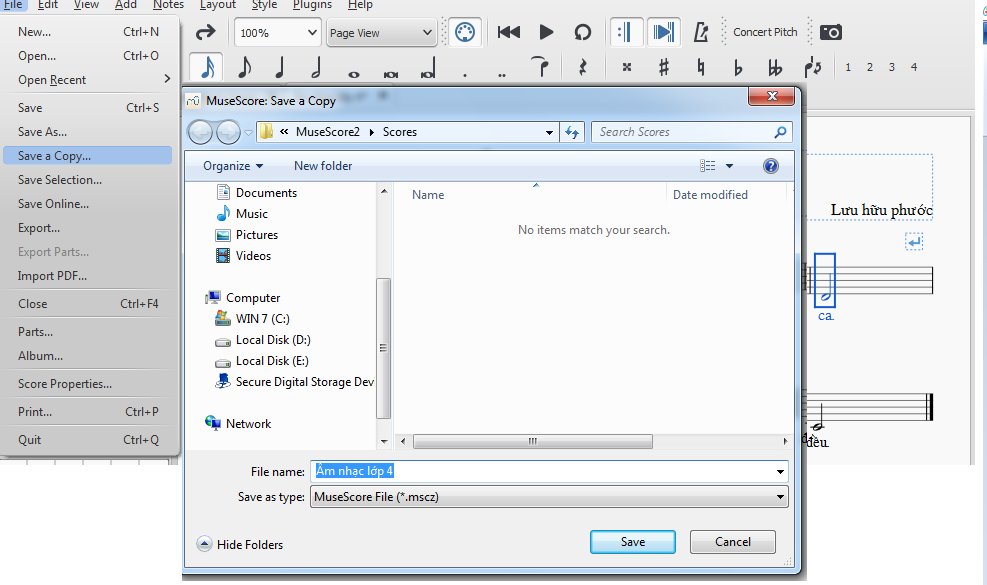 File Edit View Add Notes Layout Style Plugins Help
New... Ctrl+N
Open... Ctrl+O
Open Recent
Save Ctrl+S
Save As...
Save a Copy...
Save Selection...
Save Online...
Export...
Export Parts...
Import PDF...
Close Ctrl+F4
Parts...
Album...
Score Properties...
Print... Ctrl+P
Quit Ctrl+Q
100% Page View Concert Pitch
1 2 3 4
MuseScore: Save a Copy
« MuseScore2 Scores
Search Scores
Organize New folder
Documents
Music
Pictures
Videos
Computer
WIN 7 (C:)
Local Disk (D:)
Local Disk (E:)
Secure Digital Storage Dev
Network
Name Date modified
No items match your search.
File name: Âm nhạc lớp 4
Save as type: MuseScore File (*.mscz)
Hide Folders Save Cancel
Lưu hữu phước
ca.
đều.